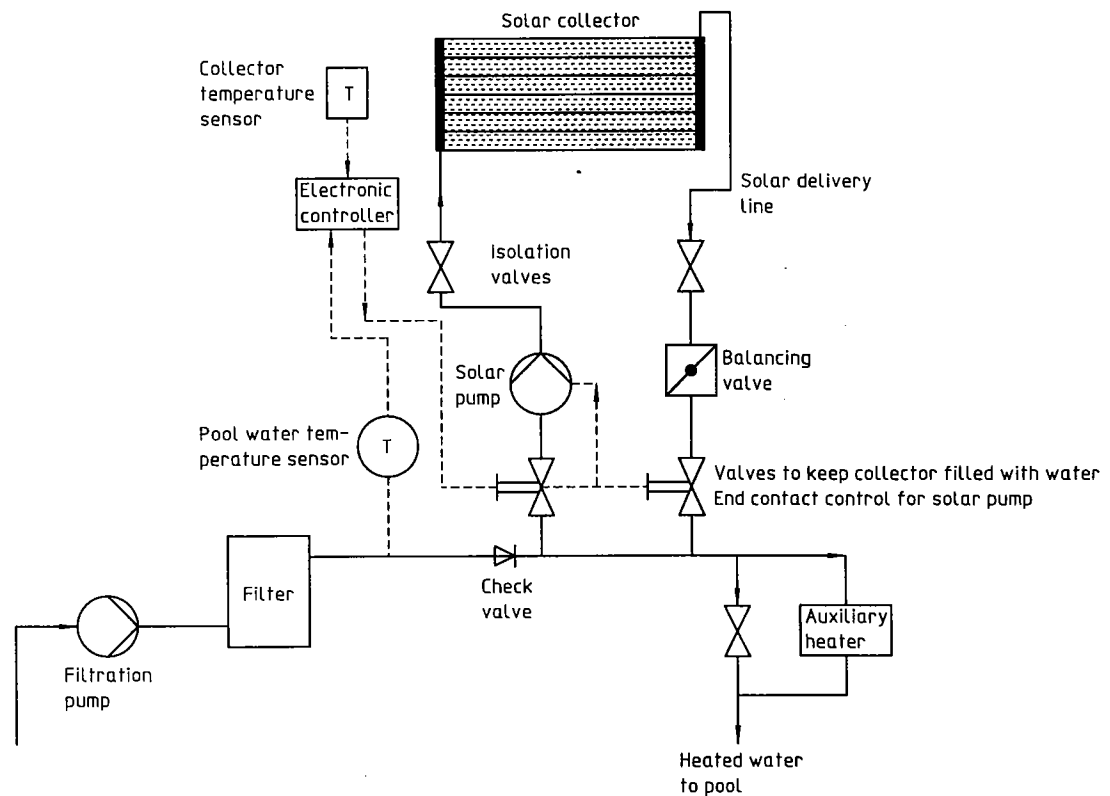 Solar collector
Collector
temperature
sensor
T
Electronic
controller
Solar delivery
line
Isolation
valves
Solar
pump
Balancing
valve
Pool water tem-
perature sensor
T
Valves to keep collector filled with water
End contact control for solar pump
Filter
Check
valve
Auxiliary
heater
Filtration
pump
Heated water
to pool